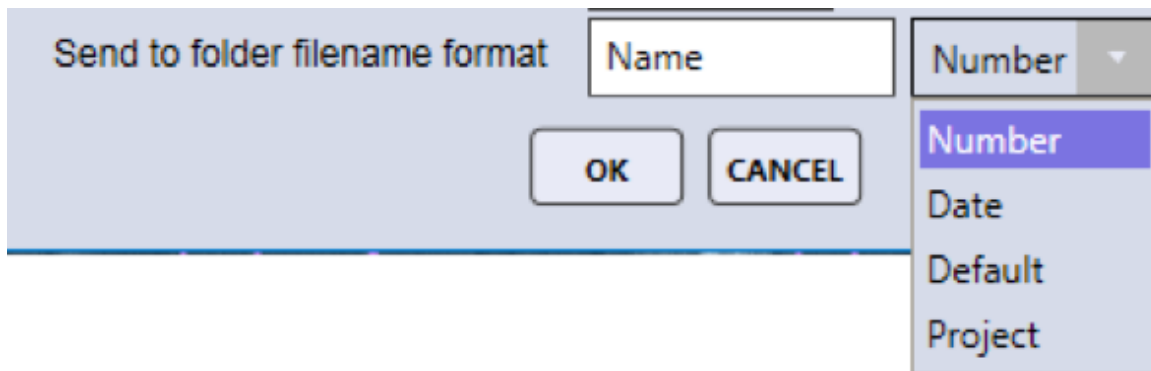 Send to folder filename format Name Number
Number
OK CANCEL
Date
Default
Project